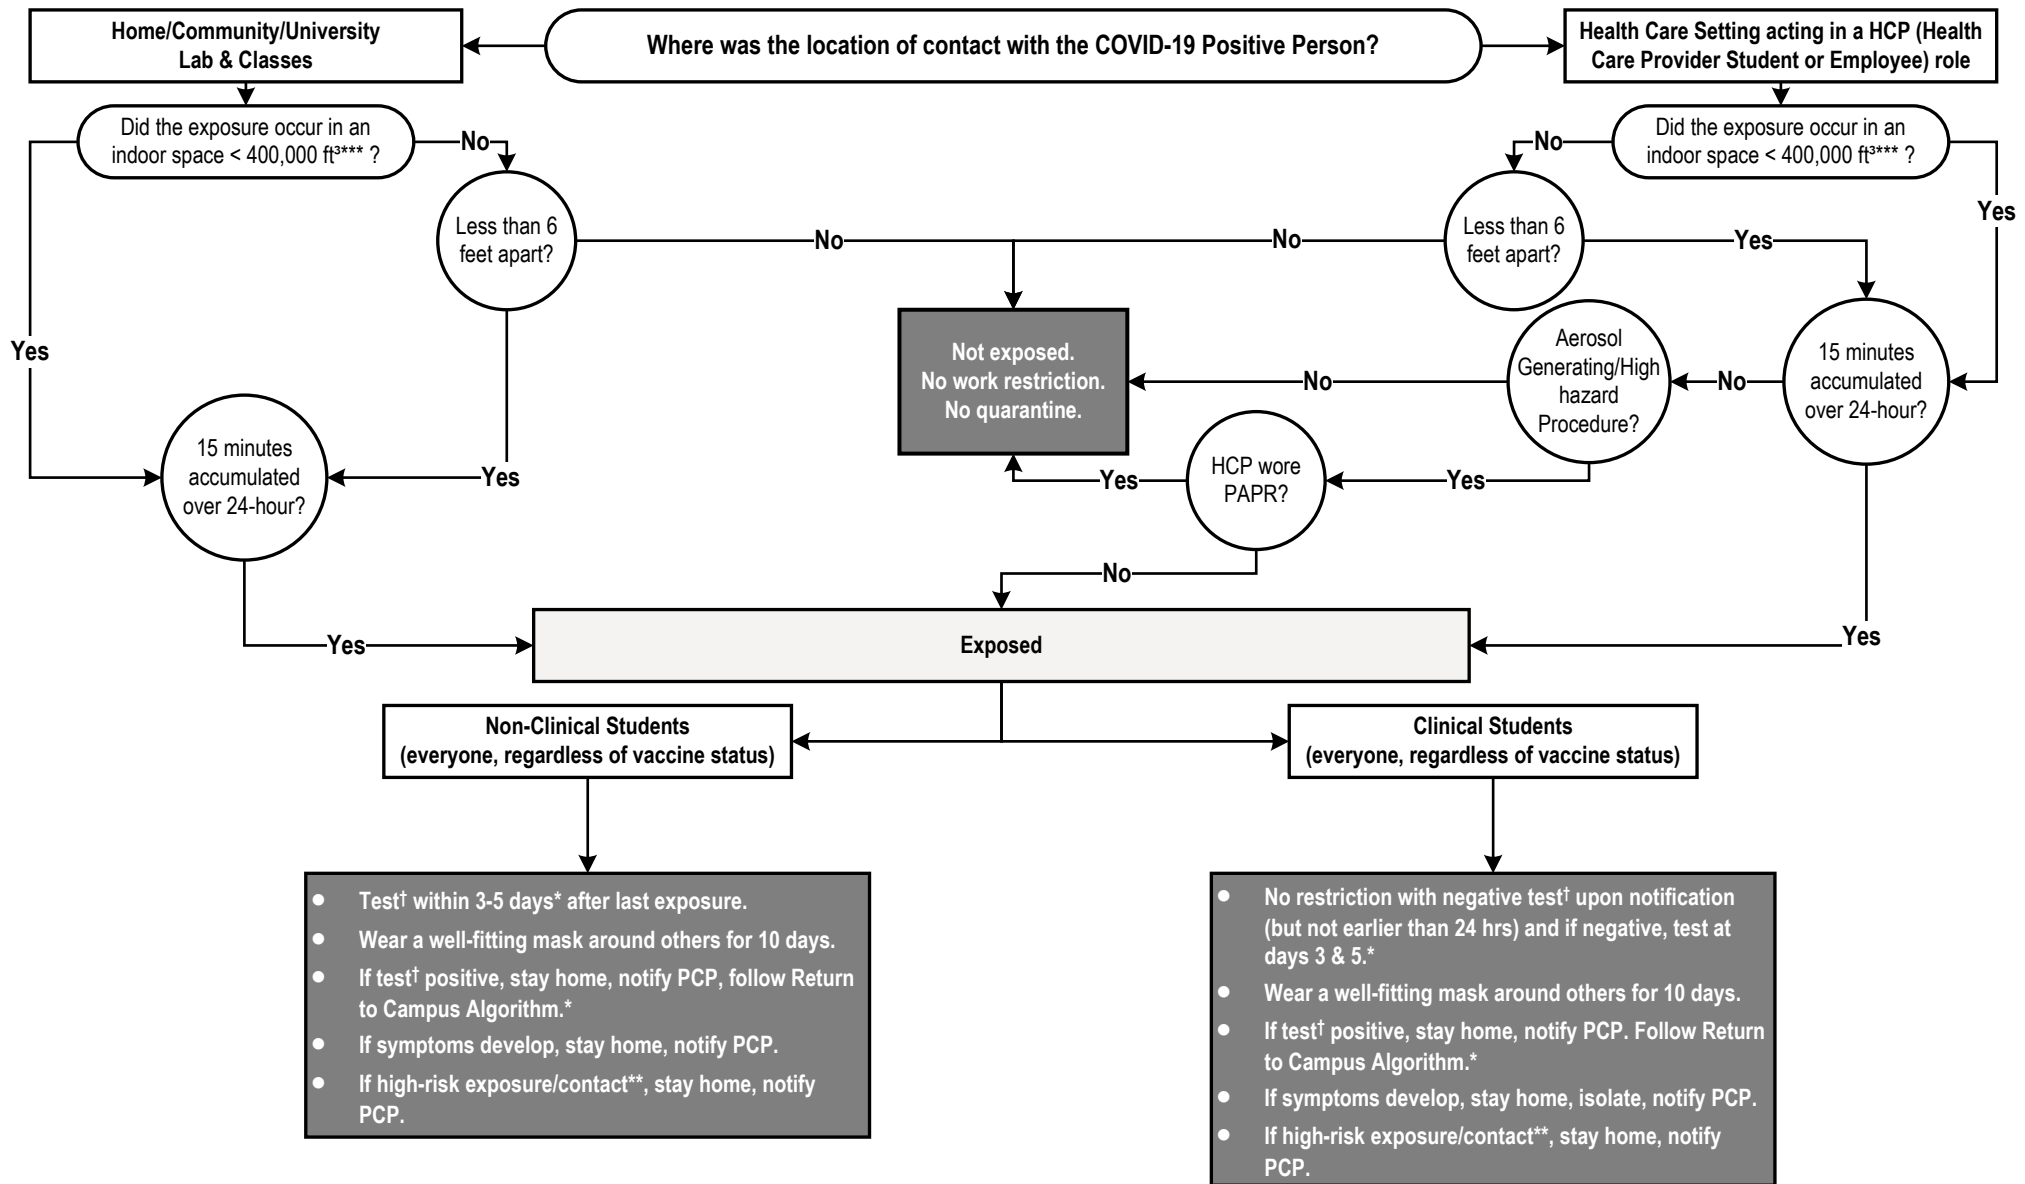 Where was the location of contact with the COVID-19 Positive Person?
Home/Community/University
Lab & Classes
Health Care Setting acting in a HCP (Health
Care Provider Student or Employee) role
Did the exposure occur in an
indoor space < 400,000 ft³*** ?
No
Less than 6
feet apart?
No
Yes
Yes
15 minutes
accumulated
over 24-hour?
Yes
Did the exposure occur in an
indoor space < 400,000 ft³*** ?
No
Yes
Less than 6
feet apart?
No
Yes
15 minutes
accumulated
over 24-hour?
No
Yes
Aerosol
Generating/High
hazard
Procedure?
No
Yes
HCP wore
PAPR?
Yes
No
Not exposed.
No work restriction.
No quarantine.
Exposed
Non-Clinical Students
(everyone, regardless of vaccine status)
Clinical Students
(everyone, regardless of vaccine status)
• Test† within 3-5 days* after last exposure.
• Wear a well-fitting mask around others for 10 days.
• If test† positive, stay home, notify PCP, follow Return
to Campus Algorithm.*
• If symptoms develop, stay home, notify PCP.
• If high-risk exposure/contact**, stay home, notify
PCP.
• No restriction with negative test† upon notification
(but not earlier than 24 hrs) and if negative, test at
days 3 & 5.*
• Wear a well-fitting mask around others for 10 days.
• If test† positive, stay home, notify PCP. Follow Return
to Campus Algorithm.*
• If symptoms develop, stay home, isolate, notify PCP.
• If high-risk exposure/contact**, stay home, notify
PCP.